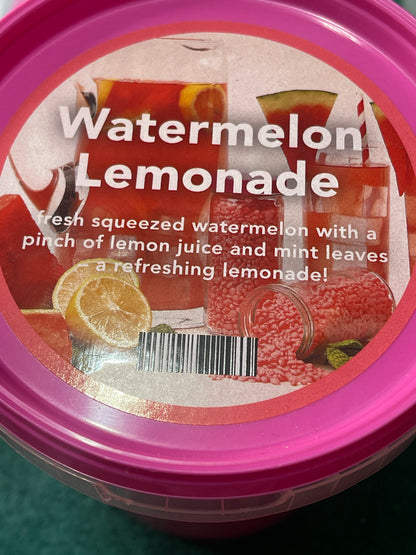 Watermelon
Lemonade
fresh squeezed watermelon with a
pinch of lemon juice and mint leaves
- a refreshing lemonade!